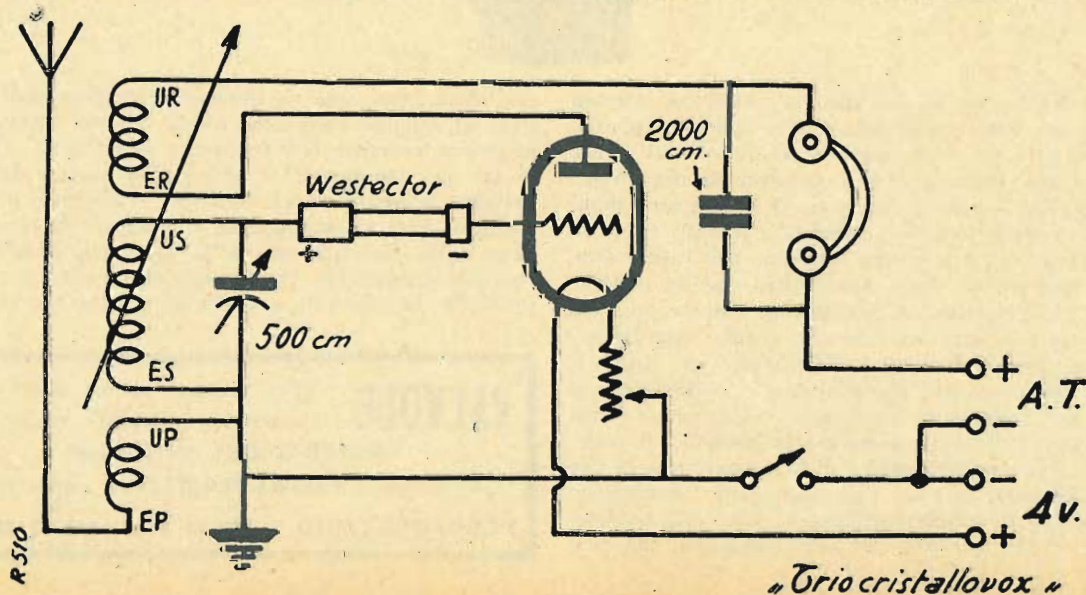 UR
2000
cm
ER
Westector
US
+
-
500 cm
ES
+
A.T.
-
UP
-
4v.
EP
+
R 510
„Triocristallovox„